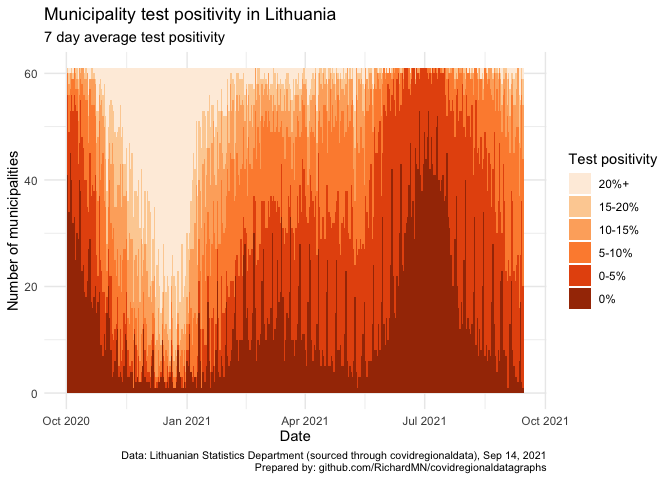 Municipality test positivity in Lithuania
7 day average test positivity
Number of municipalities
60
40
20
0
Oct 2020
Jan 2021
Apr 2021
Jul 2021
Oct 2021
Date
Test positivity
20%+
15-20%
10-15%
5-10%
0-5%
0%
Data: Lithuanian Statistics Department (sourced through covidregionaldata), Sep 14, 2021
Prepared by: github.com/RichardMN/covidregionaldatagraphs